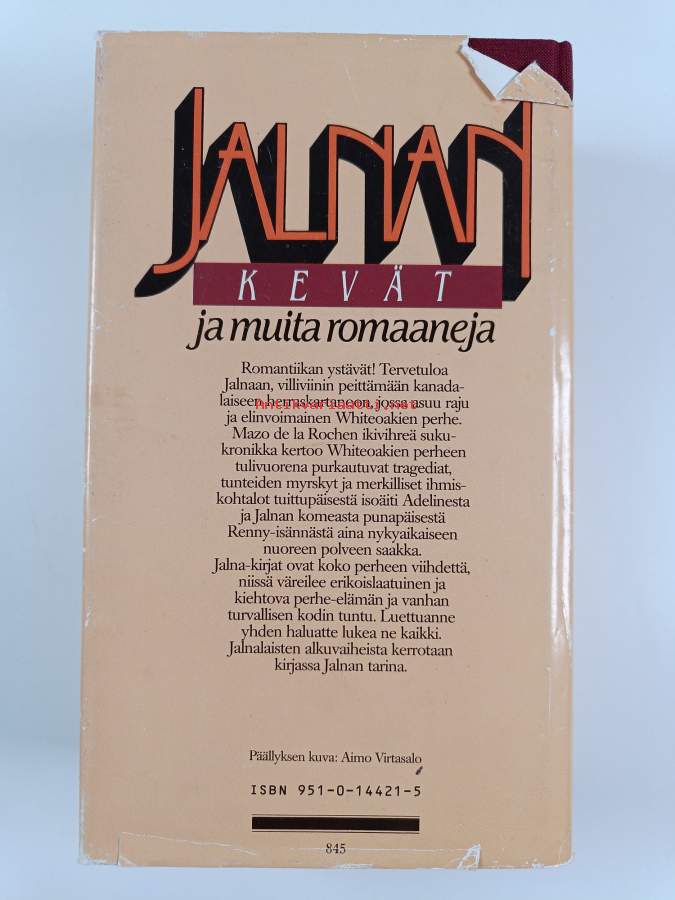 JALNAN
KEVÄT
ja muita romaaneja
Romantiikan ystävät! Tervetuloa
Jalnaan, villiviinin peittämään kanada-
laiseen herraskartanoon, jossa asuu raju
Antikvariaatti.net
ja elinvoimainen Whiteoakien perhe.
Mazo de la Rochen ikivihreä suku-
kronikka kertoo Whiteoakien perheen
tulivuorena purkautuvat tragediat,
tunteiden myrskyt ja merkilliset ihmis-
kohtalot tuittupäisestä isoäiti Adelinesta
ja Jalnan komeasta punapäisestä
Renny-isännästä aina nykyaikaiseen
nuoreen polveen saakka.
Jalna-kirjat ovat koko perheen viihdettä,
niissä väreilee erikoislaatuinen ja
kiehtova perhe-elämän ja vanhan
turvallisen kodin tuntu. Luettuanne
yhden haluatte lukea ne kaikki.
Jalnalaisten alkuvaiheista kerrotaan
kirjassa Jalnan tarina.
Päällyksen kuva: Aimo Virtasalo
ISBN 951-0-14421-5
845